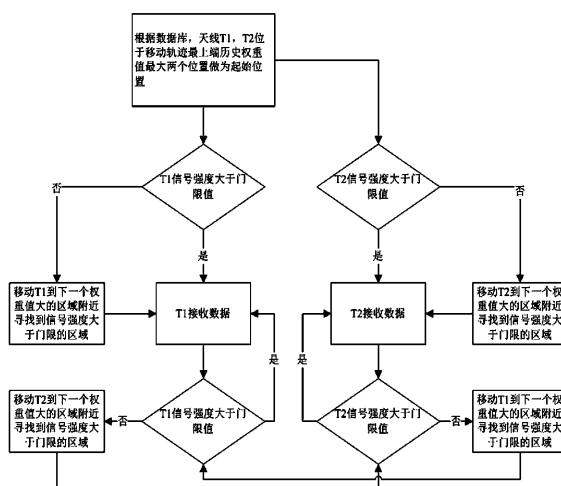 根据数据库，天线T1，T2位
于移动轨迹最上端历史权重
值最大两个位置做为起始位
置
T1信号强度大于门
限值
T2信号强度大于门
限值
否
否
是
是
移动T1到下一个权
重值大的区域附近
寻找到信号强度大
于门限的区域
T1接收数据
T2接收数据
移动T2到下一个权
重值大的区域附近
寻找到信号强度大
于门限的区域
是
是
移动T2到下一个权
重值大的区域附近
寻找到信号强度大
于门限的区域
否
T1信号强度大于门
限值
T2信号强度大于门
限值
否
移动T1到下一个权
重值大的区域附近
寻找到信号强度大
于门限的区域